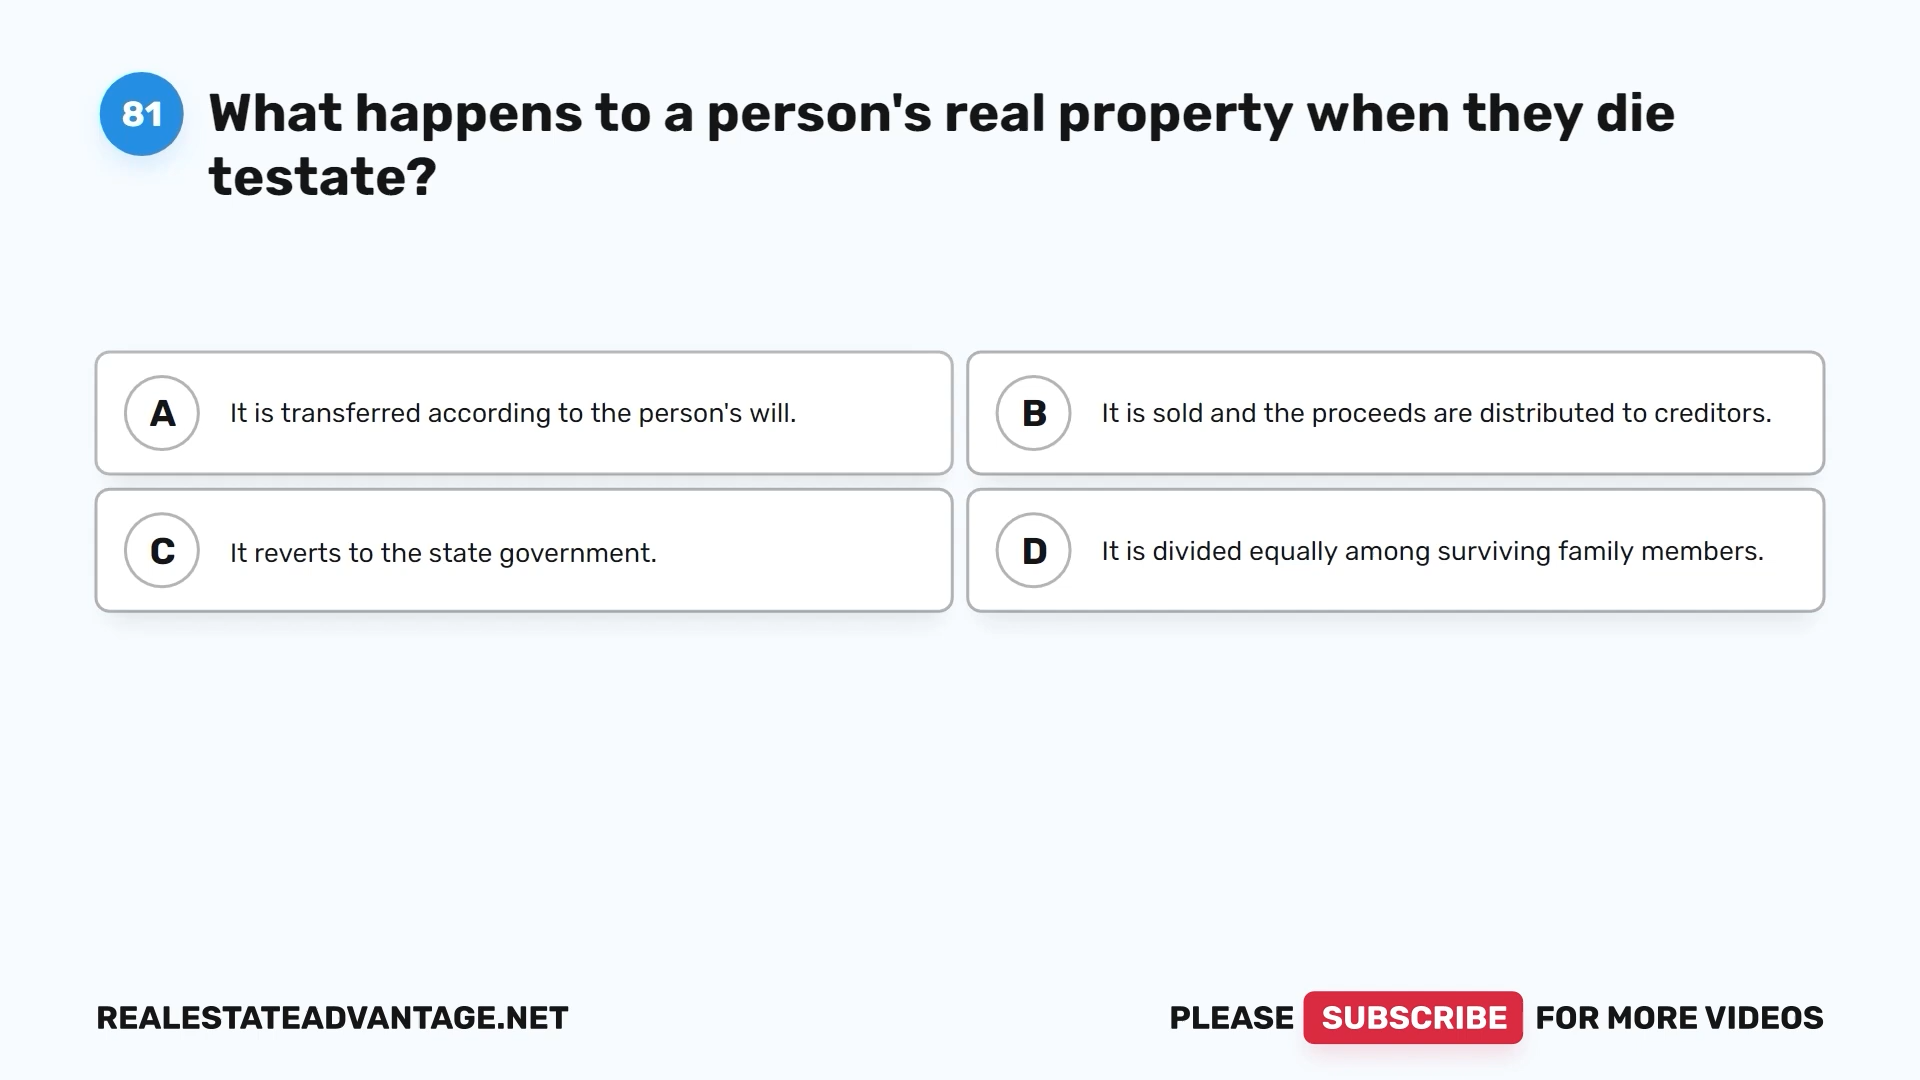 81
What happens to a person's real property when they die
testate?
A It is transferred according to the person's will.
B It is sold and the proceeds are distributed to creditors.
C It reverts to the state government.
D It is divided equally among surviving family members.
REALESTATEADVANTAGE.NET
PLEASE SUBSCRIBE FOR MORE VIDEOS